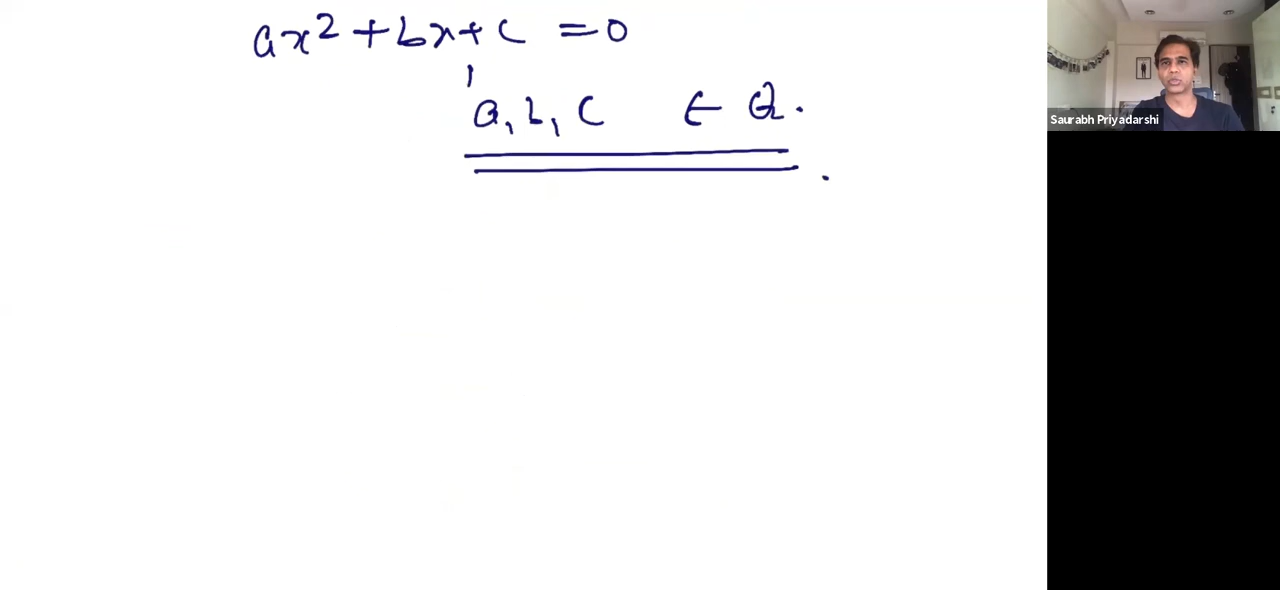 ax² + bx + c = 0
a, b, c ∈ Q.
Saurabh Priyadarshi